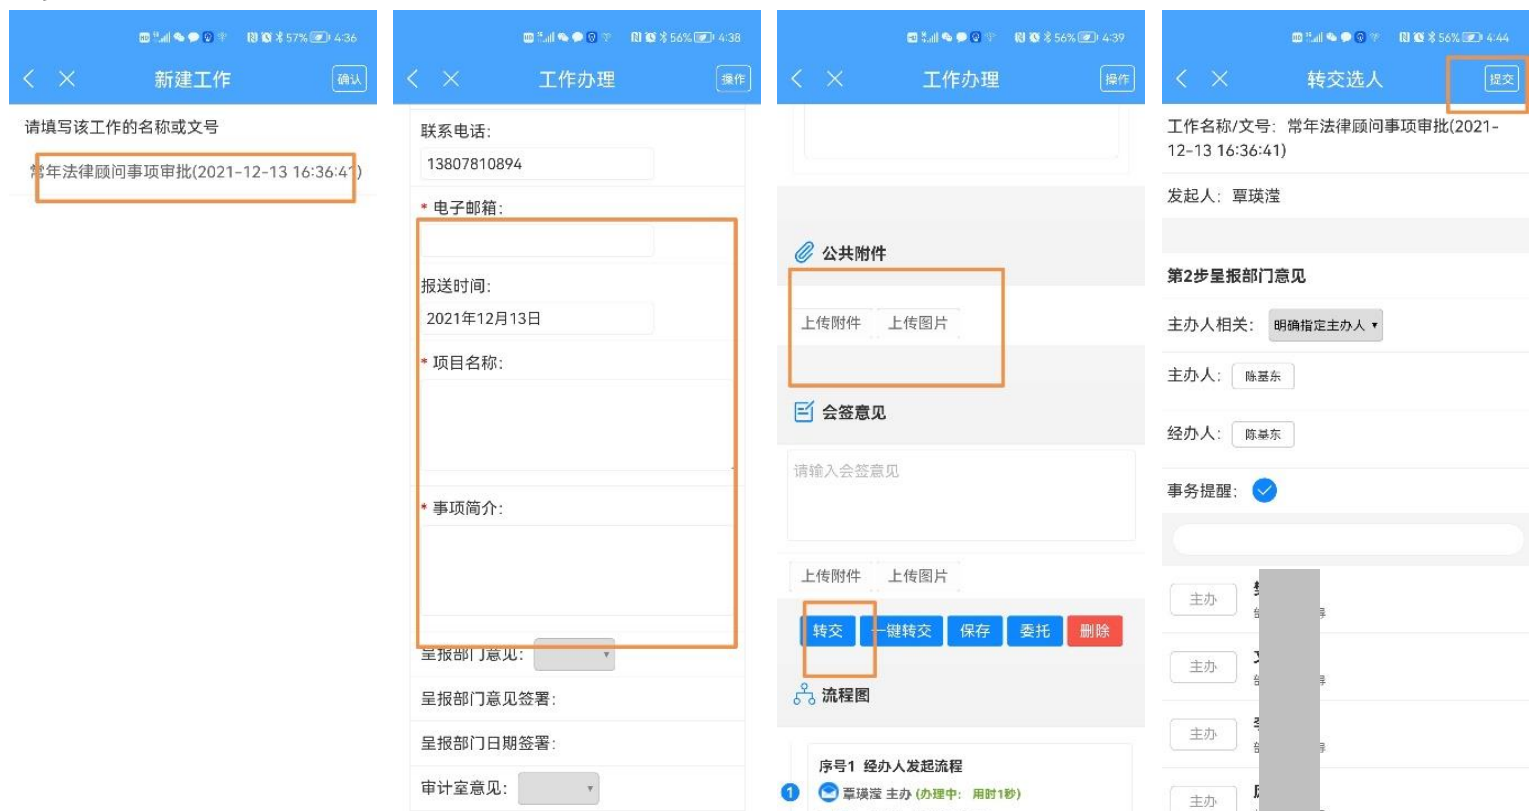 57% 4:36
新建工作
确认
请填写该工作的名称或文号
常年法律顾问事项审批(2021-12-13 16:36:41)
56% 4:38
工作办理
操作
联系电话:
13807810894
* 电子邮箱:
报送时间:
2021年12月13日
* 项目名称:
* 事项简介:
呈报部门意见:
呈报部门意见签署:
呈报部门日期签署:
审计室意见:
56% 4:39
工作办理
操作
公共附件
上传附件 上传图片
会签意见
请输入会签意见
上传附件 上传图片
转交 一键转交 保存 委托 删除
流程图
序号1 经办人发起流程
1 覃瑛滢 主办 (办理中: 用时1秒)
56% 4:44
转交选人
提交
工作名称/文号: 常年法律顾问事项审批(2021-
12-13 16:36:41)
发起人: 覃瑛滢
第2步呈报部门意见
主办人相关: 明确指定主办人
主办人: 陈基东
经办人: 陈基东
事务提醒:
主办
主办
主办
主办